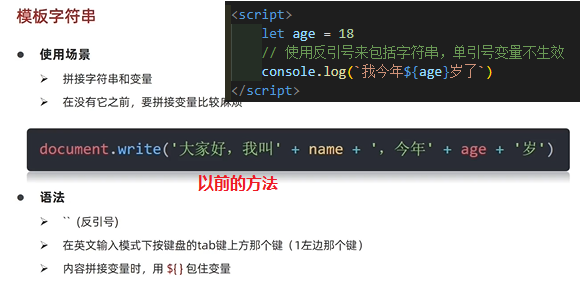 模板字符串
<script>
let age = 18
// 使用反引号来包括字符串，单引号变量不生效
console.log(`我今年${age}岁了`)
</script>
● 使用场景
➢ 拼接字符串和变量
➢ 在没有它之前，要拼接变量比较麻烦
document.write('大家好，我叫' + name + '，今年' + age + '岁')
以前的方法
● 语法
➢ `` (反引号)
➢ 在英文输入模式下按键盘的tab键上方那个键（1左边那个键）
➢ 内容拼接变量时，用 ${ } 包住变量